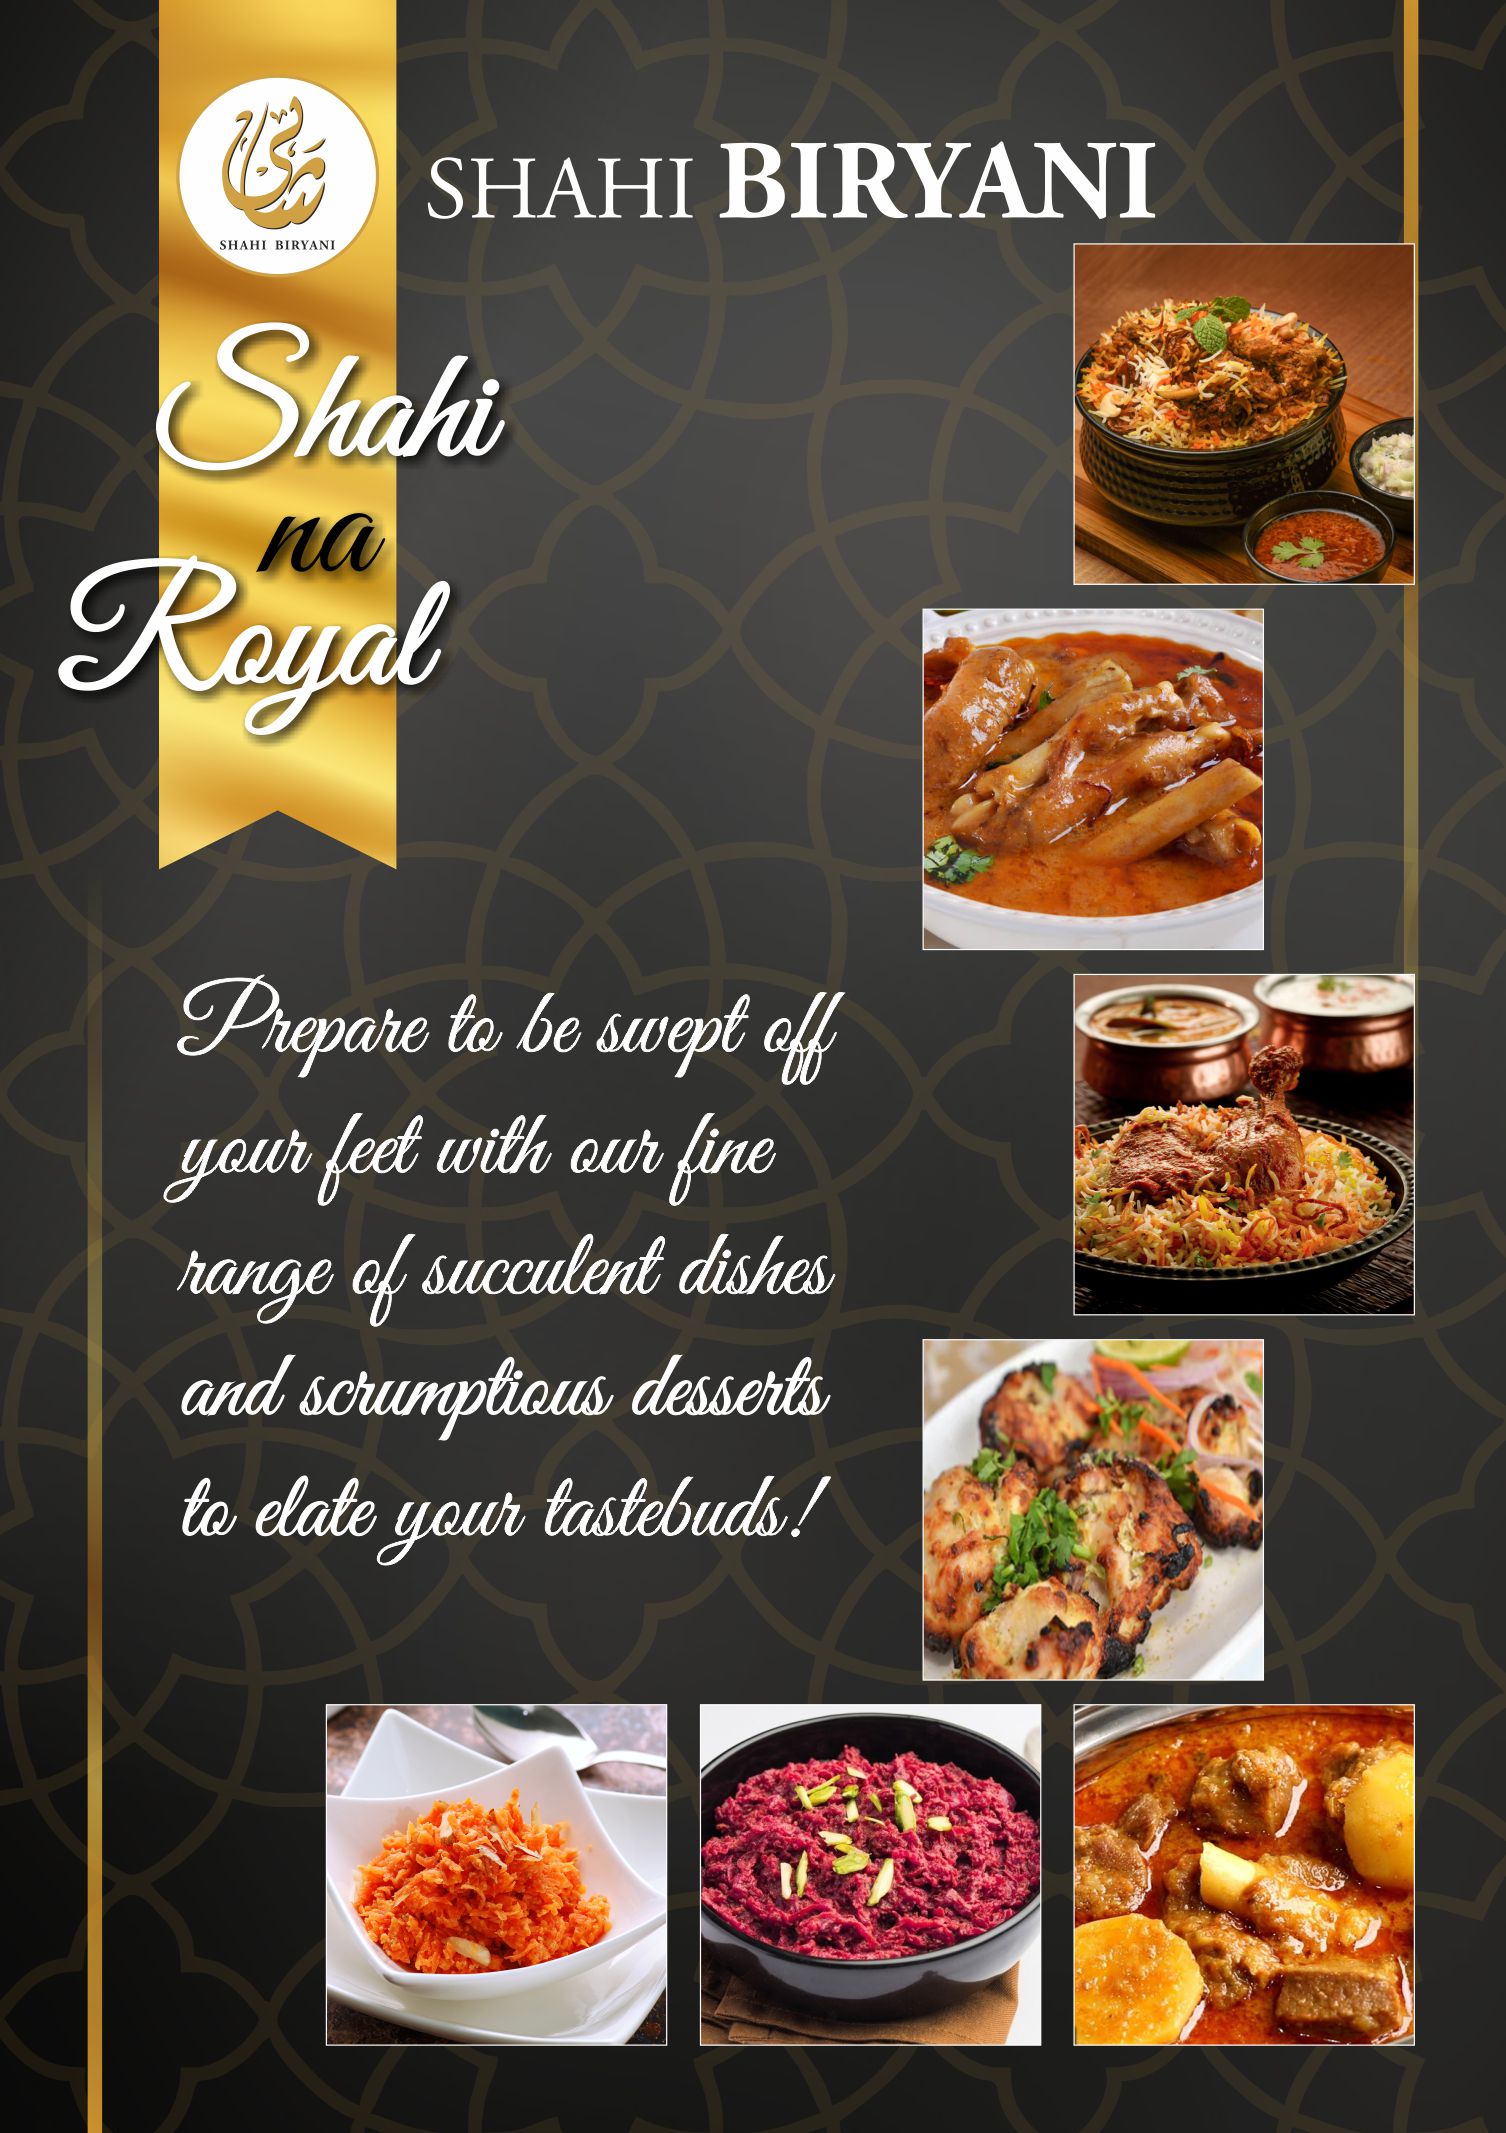 SHAHI BIRYANI
SHAHI BIRYANI
Shahi
na
Royal
Prepare to be swept off
your feet with our fine
range of succulent dishes
and scrumptious desserts
to elate your tastebuds!